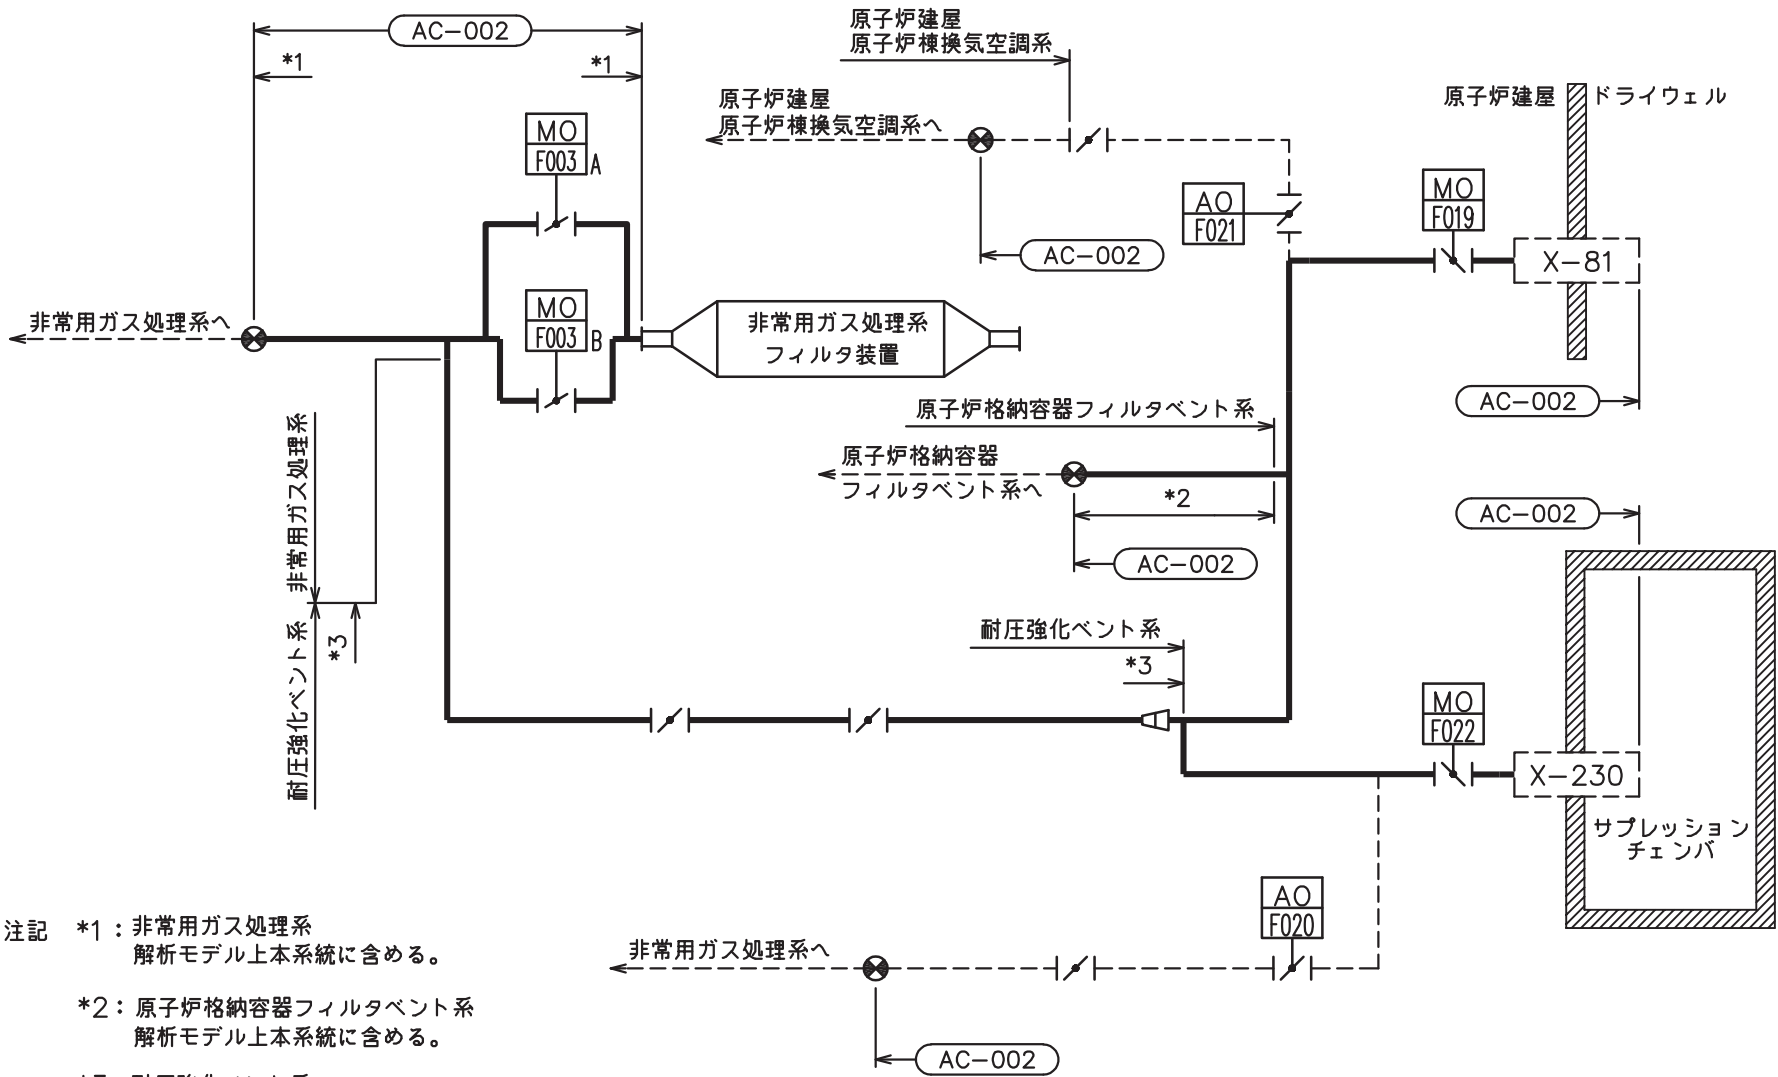 AC-002
*1
*1
原子炉建屋
原子炉棟換気空調系
原子炉建屋
原子炉棟換気空調系へ
原子炉建屋
ドライウェル
MO
F003
A
AO
F021
MO
F019
AC-002
X-81
MO
F003
B
非常用ガス処理系へ
非常用ガス処理系
フィルタ装置
AC-002
原子炉格納容器フィルタベント系
原子炉格納容器
フィルタベント系へ
*2
AC-002
AC-002
非常用ガス処理系
耐圧強化ベント系
*3
耐圧強化ベント系
*3
MO
F022
X-230
サプレッション
チェンバ
AO
F020
非常用ガス処理系へ
AC-002
注記 *1：非常用ガス処理系
解析モデル上本系統に含める。
*2：原子炉格納容器フィルタベント系
解析モデル上本系統に含める。